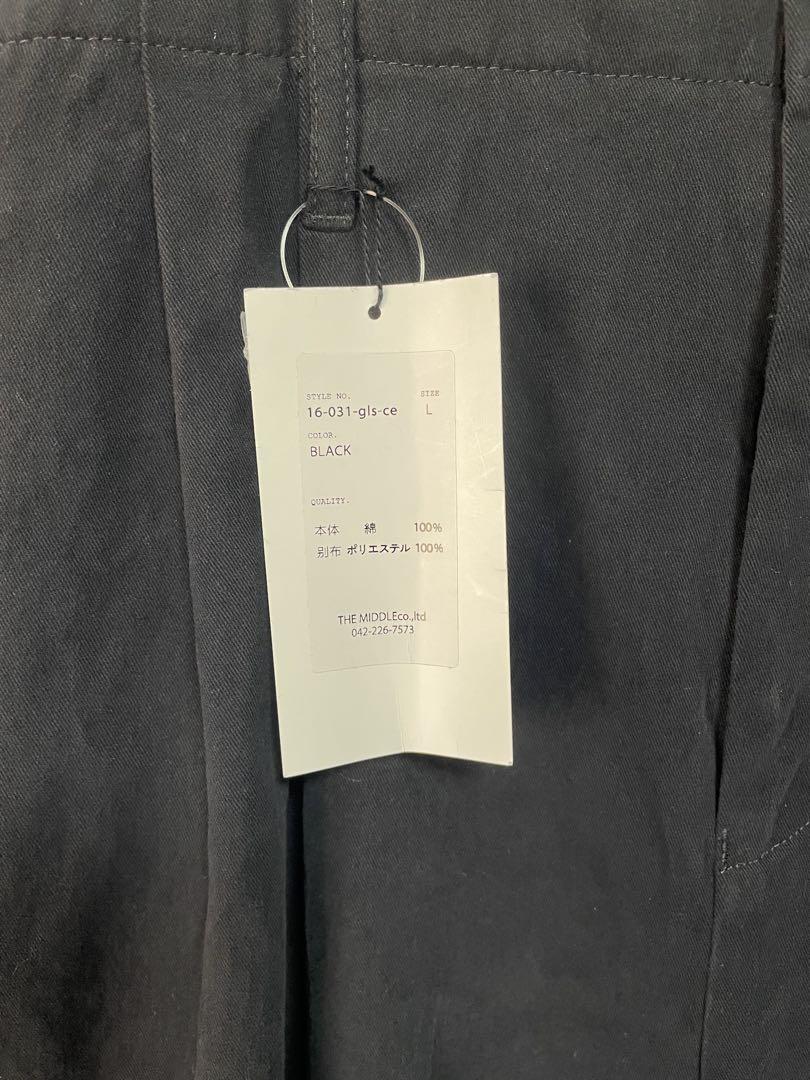 STYLE NO. SIZE
16-031-gls-ce L
COLOR.
BLACK
QUALITY.
本体 綿 100%
別布 ポリエステル 100%
THE MIDDLEco.,ltd
042-226-7573